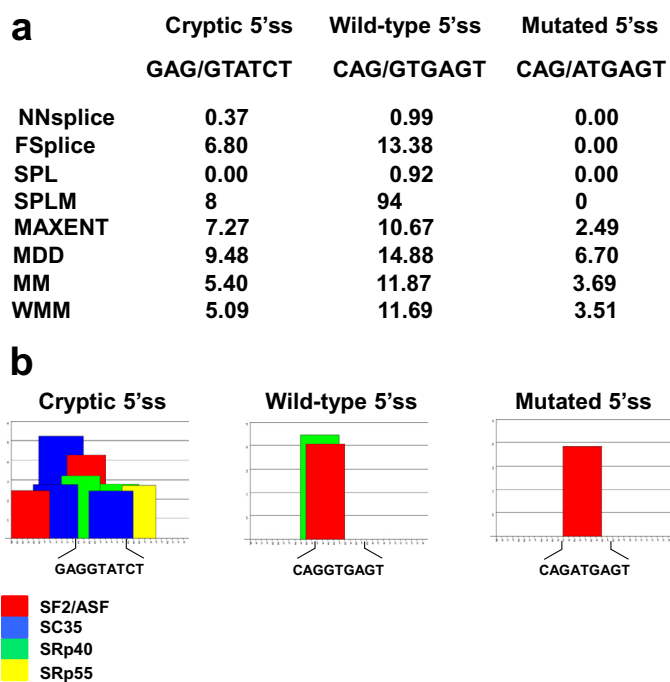 a
Cryptic 5'ss Wild-type 5'ss Mutated 5'ss
GAG/GTATCT CAG/GTGAGT CAG/ATGAGT
NNsplice 0.37 0.99 0.00
FSplice 6.80 13.38 0.00
SPL 0.00 0.92 0.00
SPLM 8 94 0
MAXENT 7.27 10.67 2.49
MDD 9.48 14.88 6.70
MM 5.40 11.87 3.69
WMM 5.09 11.69 3.51
b
Cryptic 5'ss Wild-type 5'ss Mutated 5'ss
GAGGTATCT CAGGTGAGT CAGATGAGT
SF2/ASF
SC35
SRp40
SRp55